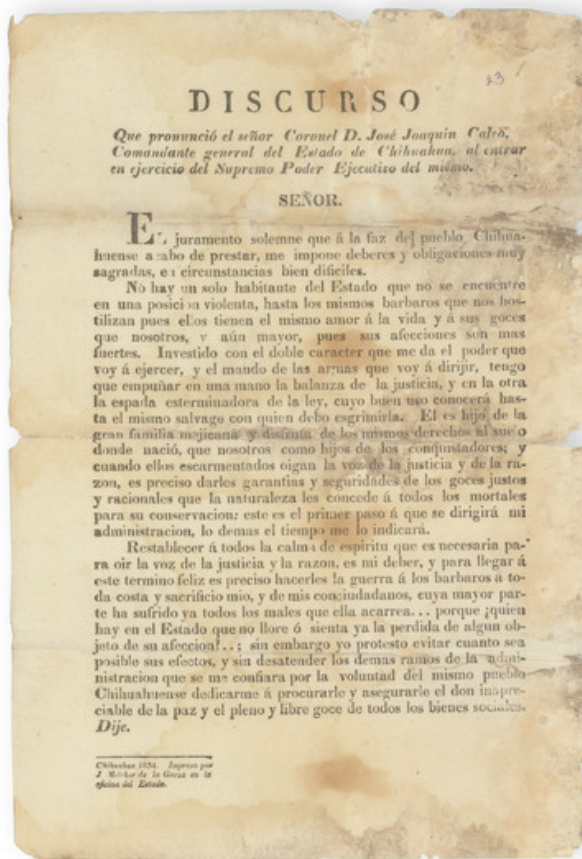 23
DISCURSO
Que pronunció el señor Coronel D. José Joaquin Calvo,
Comandante general del Estado de Chihuahua, al entrar
en ejercicio del Supremo Poder Ejecutivo del mismo.
SEÑOR.
El juramento solemne que á la faz del pueblo Chihua-
huense acabo de prestar, me impone deberes y obligaciones muy
sagradas, en circunstancias bien dificiles.
No hay un solo habitante del Estado que no se encuentre
en una posicion violenta, hasta los mismos barbaros que nos hos-
tilizan pues ellos tienen el mismo amor á la vida y á sus goces
que nosotros, y aún mayor, pues sus afecciones son mas
fuertes. Investido con el doble caracter que me da el poder que
voy á ejercer, y el mando de las armas que voy á dirijir, tengo
que empuñar en una mano la balanza de la justicia, y en la otra
la espada esterminadora de la ley, cuyo buen uso conocerá has-
ta el mismo salvage con quien debo esgrimirla. El es hijo de la
gran familia mejicana y disfruta de los mismos derechos al suelo
donde nació, que nosotros como hijos de los conquistadores; y
cuando ellos escarmentados oigan la voz de la justicia y de la ra-
zon, es preciso darles garantias y seguridades de los goces justos
y racionales que la naturaleza les concede á todos los mortales
para su conservacion: este es el primer paso á que se dirigirá mi
administracion, lo demas el tiempo me lo indicará.
Restablecer á todos la calma de espiritu que es necesaria pa-
ra oir la voz de la justicia y la razon, es mi deber, y para llegar á
este termino feliz es preciso hacerles la guerra á los barbaros á to-
da costa y sacrificio mio, y de mis conciudadanos, cuya mayor par-
te ha sufrido ya todos los males que ella acarrea... porque ¿quien
hay en el Estado que no llore ó sienta ya la perdida de algun ob-
jeto de su afeccion!..; sin embargo yo protesto evitar cuanto sea
posible sus efectos, y sin desatender los demas ramos de la admi-
nistracion que se me confiara por la voluntad del mismo pueblo
Chihuahuense dedicarme á procurarle y asegurarle el don inapre-
ciable de la paz y el pleno y libre goce de todos los bienes sociales.
Dije.
Chihuahua 1834. Impreso por
J. Melchor de la Garza en la
oficina del Estado.